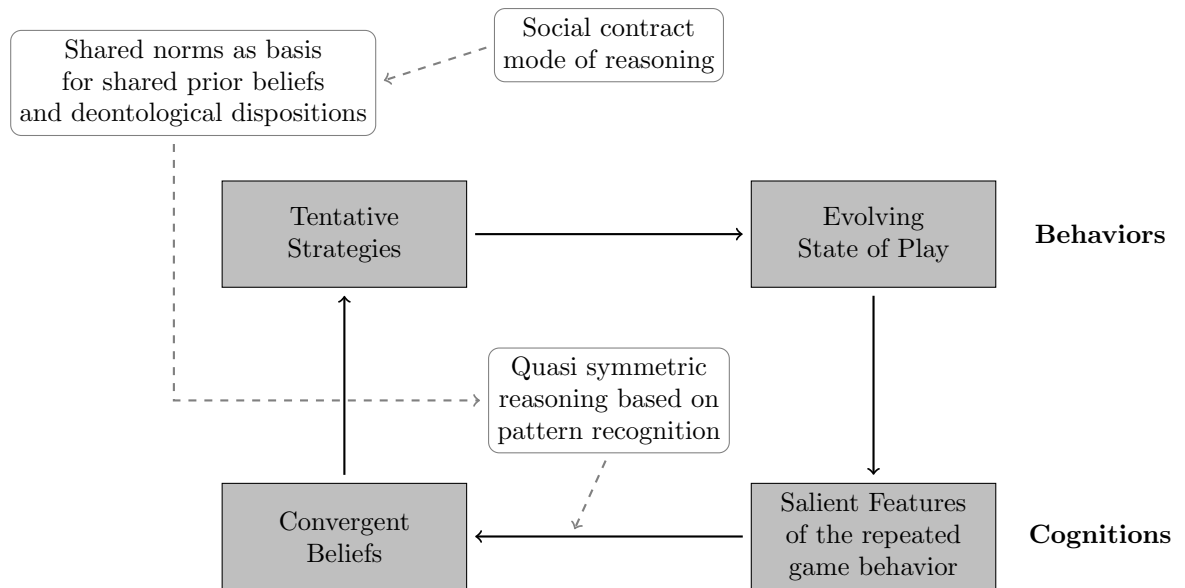 Social contract
mode of reasoning
Shared norms as basis
for shared prior beliefs
and deontological dispositions
Tentative
Strategies
Evolving
State of Play
Behaviors
Quasi symmetric
reasoning based on
pattern recognition
Convergent
Beliefs
Salient Features
of the repeated
game behavior
Cognitions